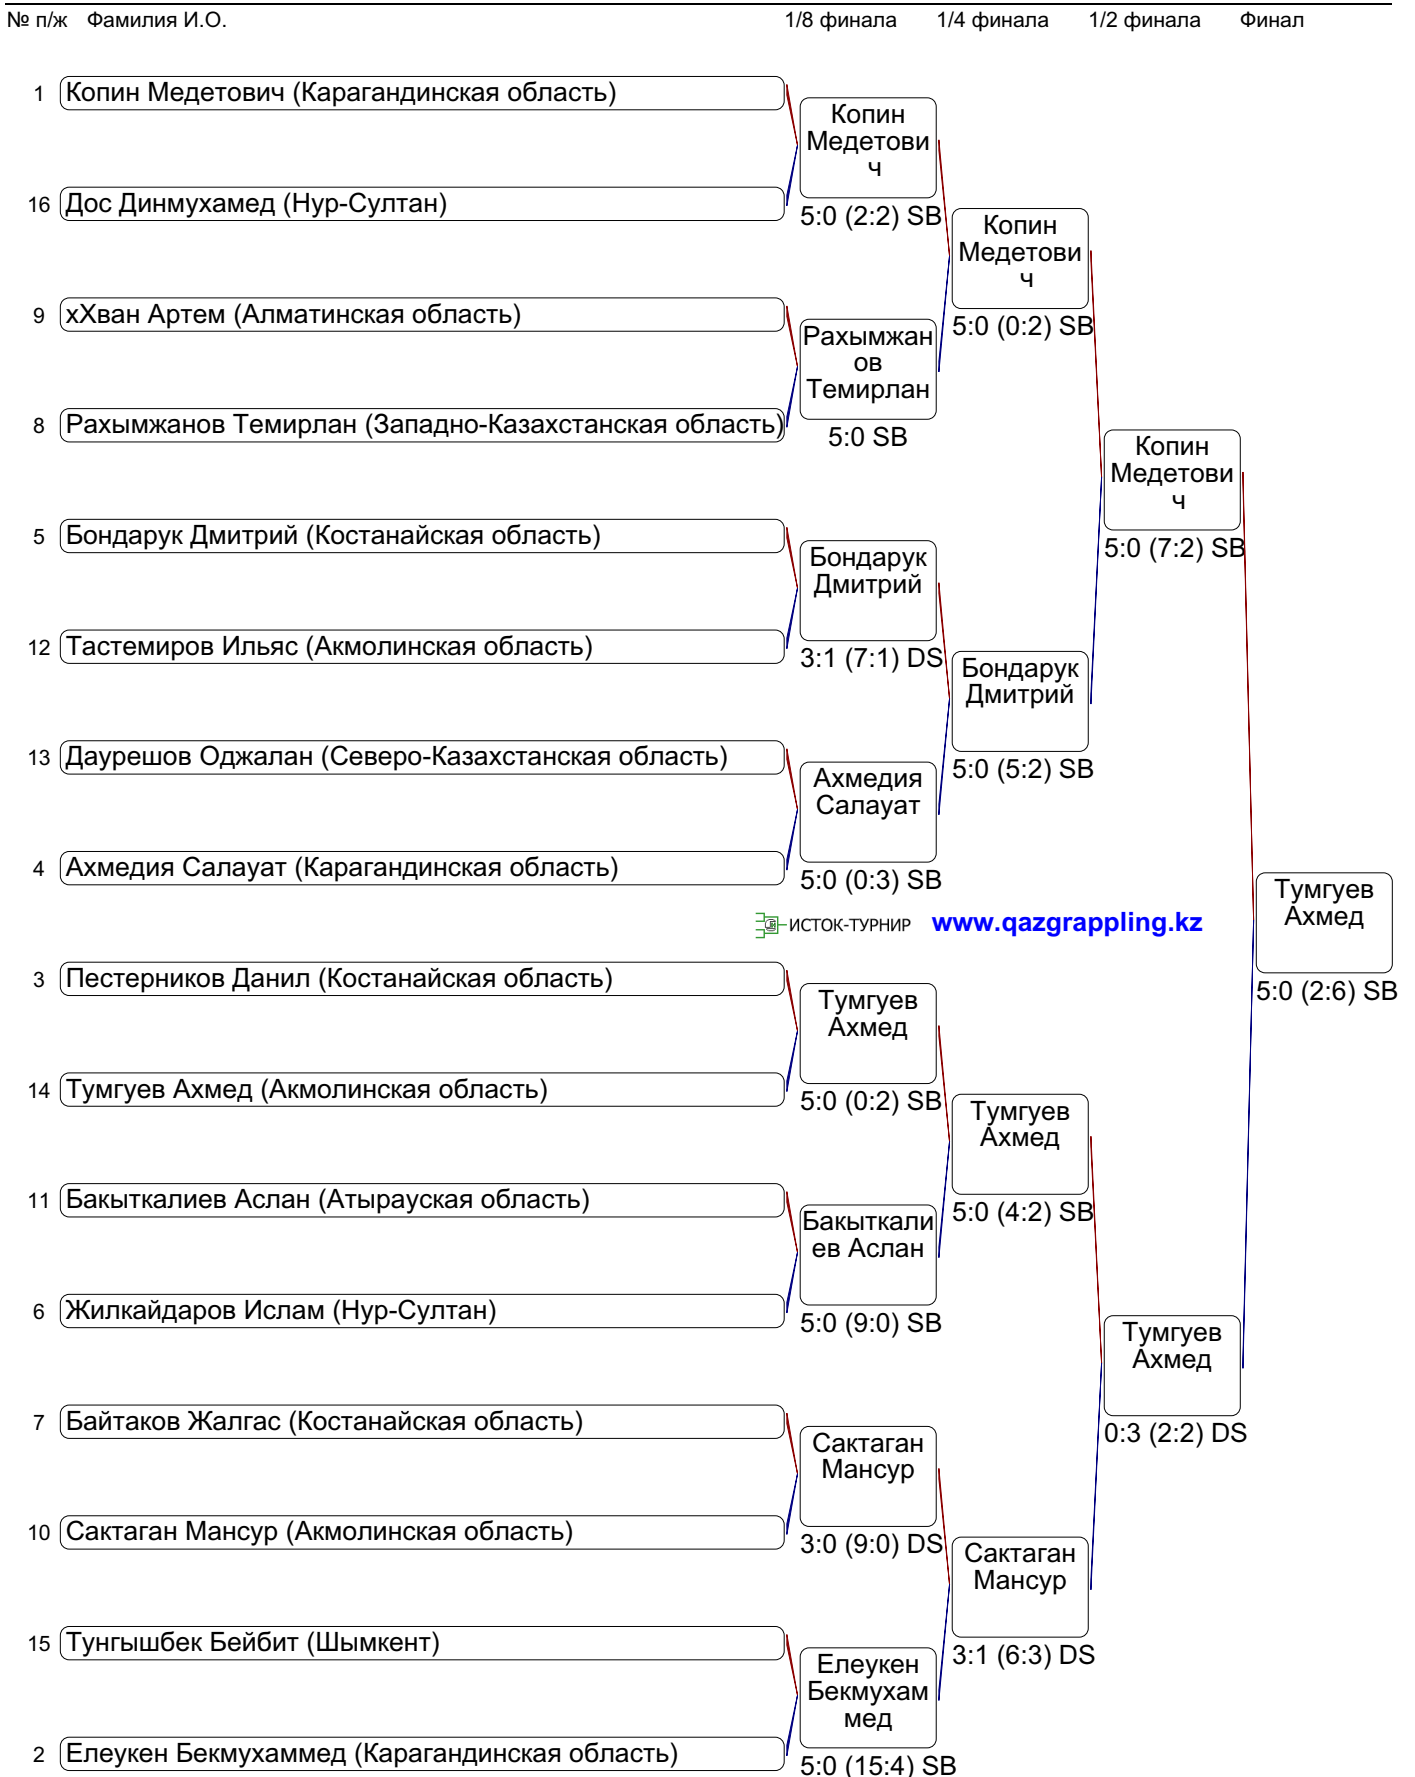 № п/ж Фамилия И.О. 1/8 финала 1/4 финала 1/2 финала Финал
1 Копин Медетович (Карагандинская область)
Копин
Медетови
ч
16 Дос Динмухамед (Нур-Султан)
5:0 (2:2) SB
Копин
Медетови
ч
9 хХван Артем (Алматинская область)
5:0 (0:2) SB
Рахымжан
ов
Темирлан
8 Рахымжанов Темирлан (Западно-Казахстанская область)
5:0 SB
Копин
Медетови
ч
5 Бондарук Дмитрий (Костанайская область)
5:0 (7:2) SB
Бондарук
Дмитрий
12 Тастемиров Ильяс (Акмолинская область)
3:1 (7:1) DS
Бондарук
Дмитрий
13 Даурешов Оджалан (Северо-Казахстанская область)
5:0 (5:2) SB
Ахмедия
Салауат
4 Ахмедия Салауат (Карагандинская область)
5:0 (0:3) SB
Тумгуев
Ахмед
ИСТОК-ТУРНИР www.qazgrappling.kz
3 Пестерников Данил (Костанайская область)
5:0 (2:6) SB
Тумгуев
Ахмед
14 Тумгуев Ахмед (Акмолинская область)
5:0 (0:2) SB
Тумгуев
Ахмед
11 Бакыткалиев Аслан (Атырауская область)
5:0 (4:2) SB
Бакыткали
ев Аслан
6 Жилкайдаров Ислам (Нур-Султан)
5:0 (9:0) SB
Тумгуев
Ахмед
7 Байтаков Жалгас (Костанайская область)
0:3 (2:2) DS
Сактаган
Мансур
10 Сактаган Мансур (Акмолинская область)
3:0 (9:0) DS
Сактаган
Мансур
15 Тунгышбек Бейбит (Шымкент)
3:1 (6:3) DS
Елеукен
Бекмухам
мед
2 Елеукен Бекмухаммед (Карагандинская область)
5:0 (15:4) SB